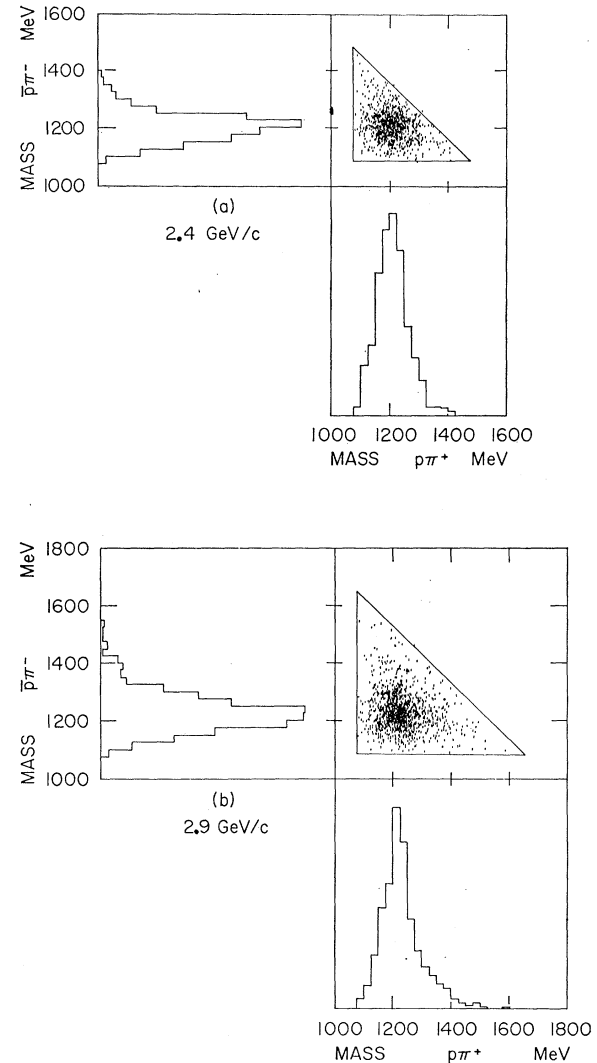 MASS p̅π⁻ MeV
1600
1400
1200
1000
(a)
2.4 GeV/c
1000 1200 1400 1600
MASS pπ⁺ MeV
MASS p̅π⁻ MeV
1800
1600
1400
1200
1000
(b)
2.9 GeV/c
1000 1200 1400 1600 1800
MASS pπ⁺ MeV